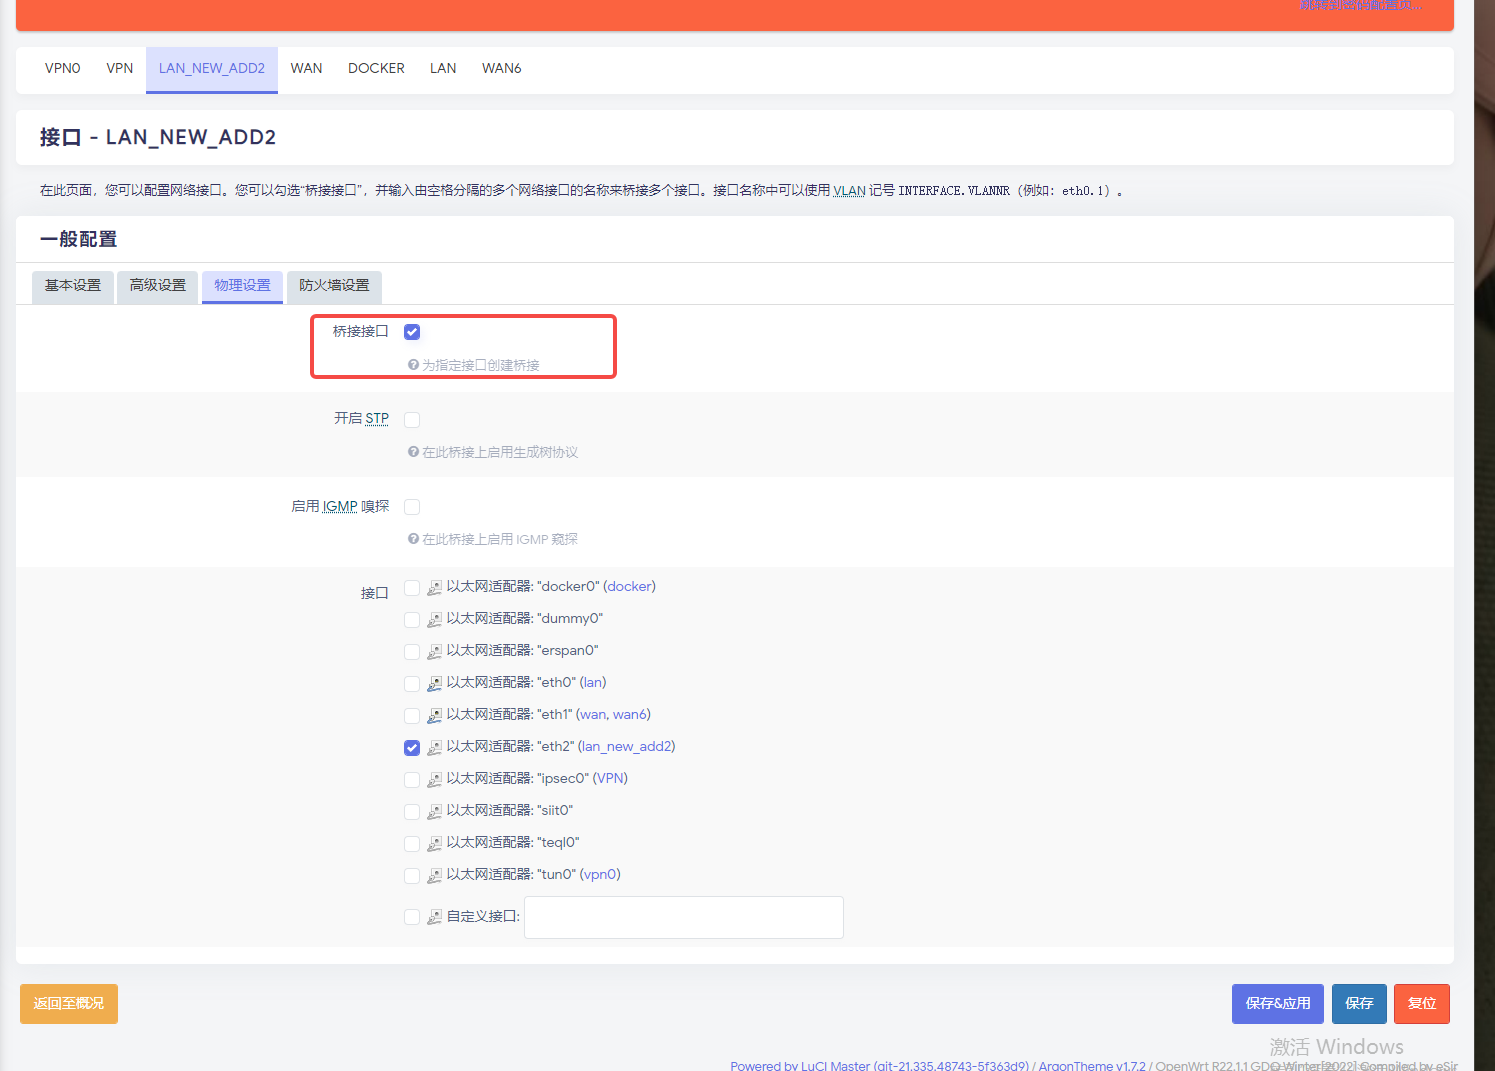 跳转到密码配置页...
VPN0 VPN LAN_NEW_ADD2 WAN DOCKER LAN WAN6
接口 - LAN_NEW_ADD2
在此页面，您可以配置网络接口。您可以勾选“桥接接口”，并输入由空格分隔的多个网络接口的名称来桥接多个接口。接口名称中可以使用 VLAN 记号 INTERFACE.VLANNR（例如：eth0.1）。
一般配置
基本设置 高级设置 物理设置 防火墙设置
桥接接口
为指定接口创建桥接
开启 STP
在此桥接上启用生成树协议
启用 IGMP 嗅探
在此桥接上启用 IGMP 窥探
接口
以太网适配器: "docker0" (docker)
以太网适配器: "dummy0"
以太网适配器: "erspan0"
以太网适配器: "eth0" (lan)
以太网适配器: "eth1" (wan, wan6)
以太网适配器: "eth2" (lan_new_add2)
以太网适配器: "ipsec0" (VPN)
以太网适配器: "siit0"
以太网适配器: "teql0"
以太网适配器: "tun0" (vpn0)
自定义接口:
返回至概况 保存&应用 保存 复位
激活 Windows
Powered by LuCI Master (git-21.335.48743-5f363d9) / ArgonTheme v1.7.2 / OpenWrt R22.1.1 GDQ Winter[2022] Compiled by eSir